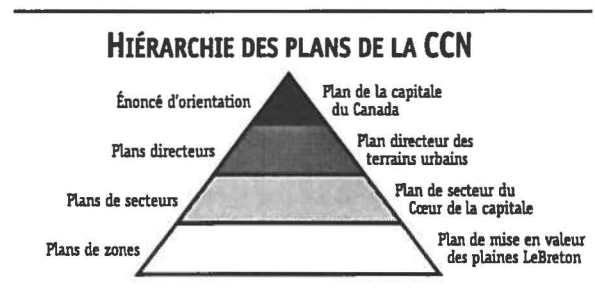 HIÉRARCHIE DES PLANS DE LA CCN
Énoncé d'orientation
Plan de la capitale
du Canada
Plans directeurs
Plan directeur des
terrains urbains
Plans de secteurs
Plan de secteur du
Cœur de la capitale
Plans de zones
Plan de mise en valeur
des plaines LeBreton